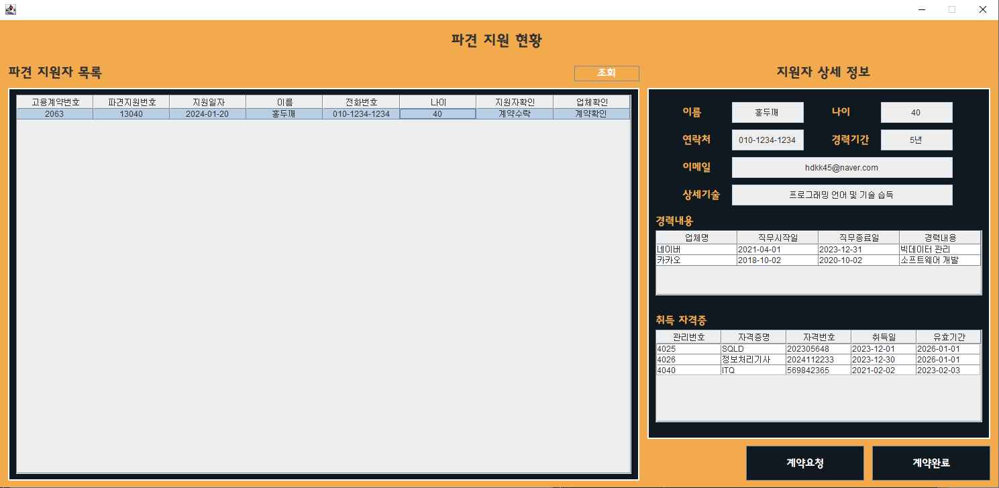 파견 지원 현황
파견 지원자 목록
조회
고용계약번호 파견지원번호 지원일자 이름 전화번호 나이 지원자확인 업체확인
2063 13040 2024-01-20 홍두깨 010-1234-1234 40 계약수락 계약확인
지원자 상세 정보
이름 홍두깨 나이 40
연락처 010-1234-1234 경력기간 5년
이메일 hdkk45@naver.com
상세기술 프로그래밍 언어 및 기술 습득
경력내용
업체명 직무시작일 직무종료일 경력내용
네이버 2021-04-01 2023-12-31 빅데이터 관리
카카오 2018-10-02 2020-10-02 소프트웨어 개발
취득 자격증
관리번호 자격증명 자격번호 취득일 유효기간
4025 SQLD 202305648 2023-12-01 2026-01-01
4026 정보처리기사 2024112233 2023-12-30 2026-01-01
4040 ITQ 569842365 2021-02-02 2023-02-03
계약요청 계약완료